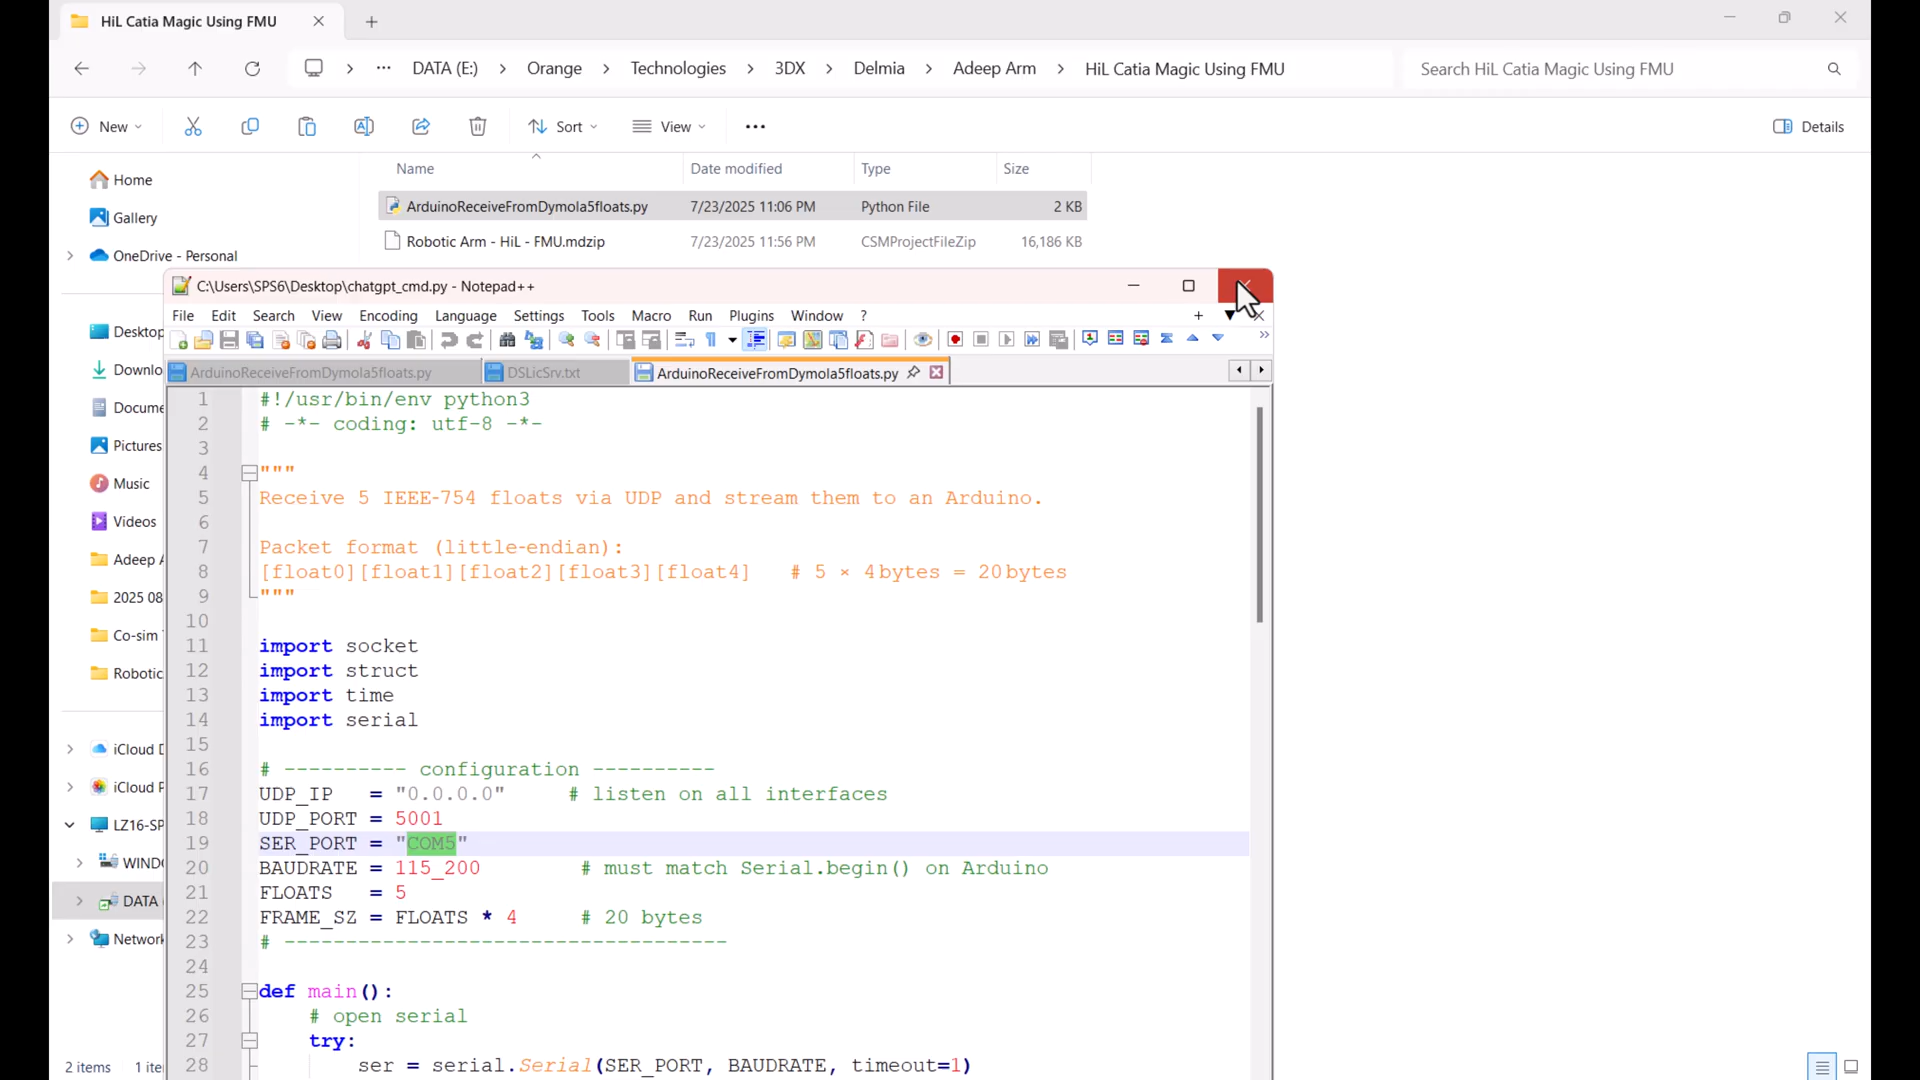 HiL Catia Magic Using FMU
DATA (E:) Orange Technologies 3DX Delmia Adeep Arm HiL Catia Magic Using FMU
Search HiL Catia Magic Using FMU
New
Sort
View
Details
Home
Gallery
OneDrive - Personal
Name Date modified Type Size
ArduinoReceiveFromDymola5floats.py 7/23/2025 11:06 PM Python File 2 KB
Robotic Arm - HiL - FMU.mdzip 7/23/2025 11:56 PM CSMProjectFileZip 16,186 KB
Desktop
Downlo
Docume
Pictures
Music
Videos
Adeep A
2025 08
Co-sim
Robotic
iCloud D
iCloud P
LZ16-SP
WIND
DATA
Network
2 items 1 ite
C:\Users\SPS6\Desktop\chatgpt_cmd.py - Notepad++
File Edit Search View Encoding Language Settings Tools Macro Run Plugins Window ?
ArduinoReceiveFromDymola5floats.py DSLicSrv.txt ArduinoReceiveFromDymola5floats.py
1 #!/usr/bin/env python3
2 # -*- coding: utf-8 -*-
3
4 """
5 Receive 5 IEEE-754 floats via UDP and stream them to an Arduino.
6
7 Packet format (little-endian):
8 [float0][float1][float2][float3][float4] # 5 × 4 bytes = 20 bytes
9 """
10
11 import socket
12 import struct
13 import time
14 import serial
15
16 # ---------- configuration ----------
17 UDP_IP = "0.0.0.0" # listen on all interfaces
18 UDP_PORT = 5001
19 SER_PORT = "COM5"
20 BAUDRATE = 115_200 # must match Serial.begin() on Arduino
21 FLOATS = 5
22 FRAME_SZ = FLOATS * 4 # 20 bytes
23 # ------------------------------------
24
25 def main():
26 # open serial
27 try:
28 ser = serial.Serial(SER_PORT, BAUDRATE, timeout=1)